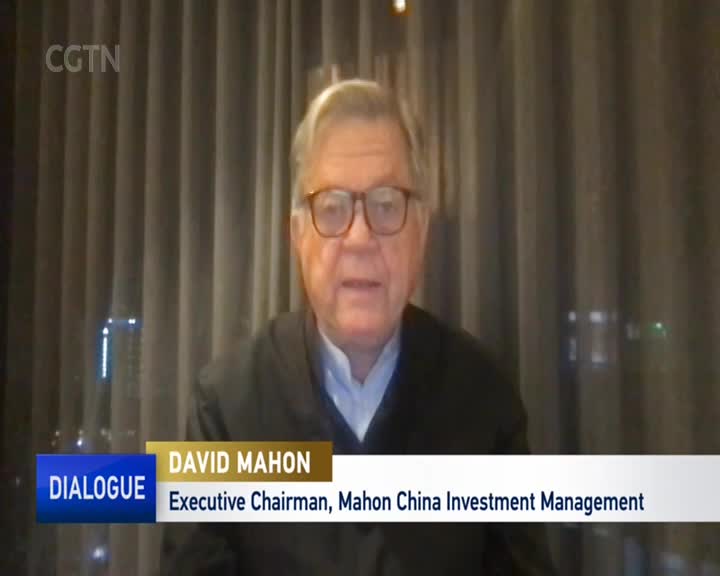 CGTN
DAVID MAHON
DIALOGUE
Executive Chairman, Mahon China Investment Management